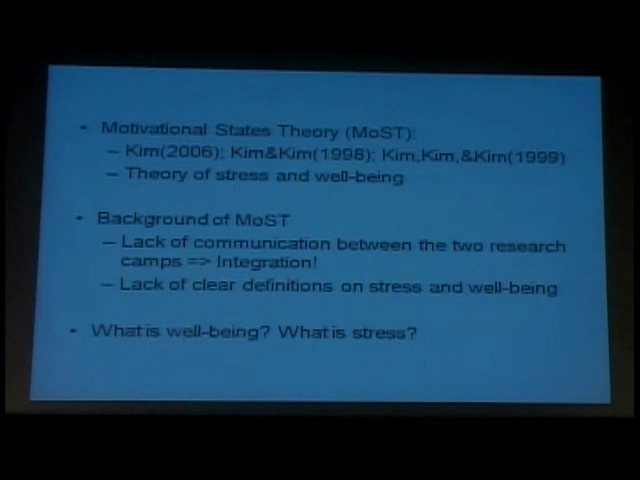 • Motivational States Theory (MoST):
– Kim(2006); Kim&Kim(1998); Kim,Kim,&Kim(1999)
– Theory of stress and well-being
• Background of MoST
– Lack of communication between the two research
camps => Integration!
– Lack of clear definitions on stress and well-being
• What is well-being? What is stress?